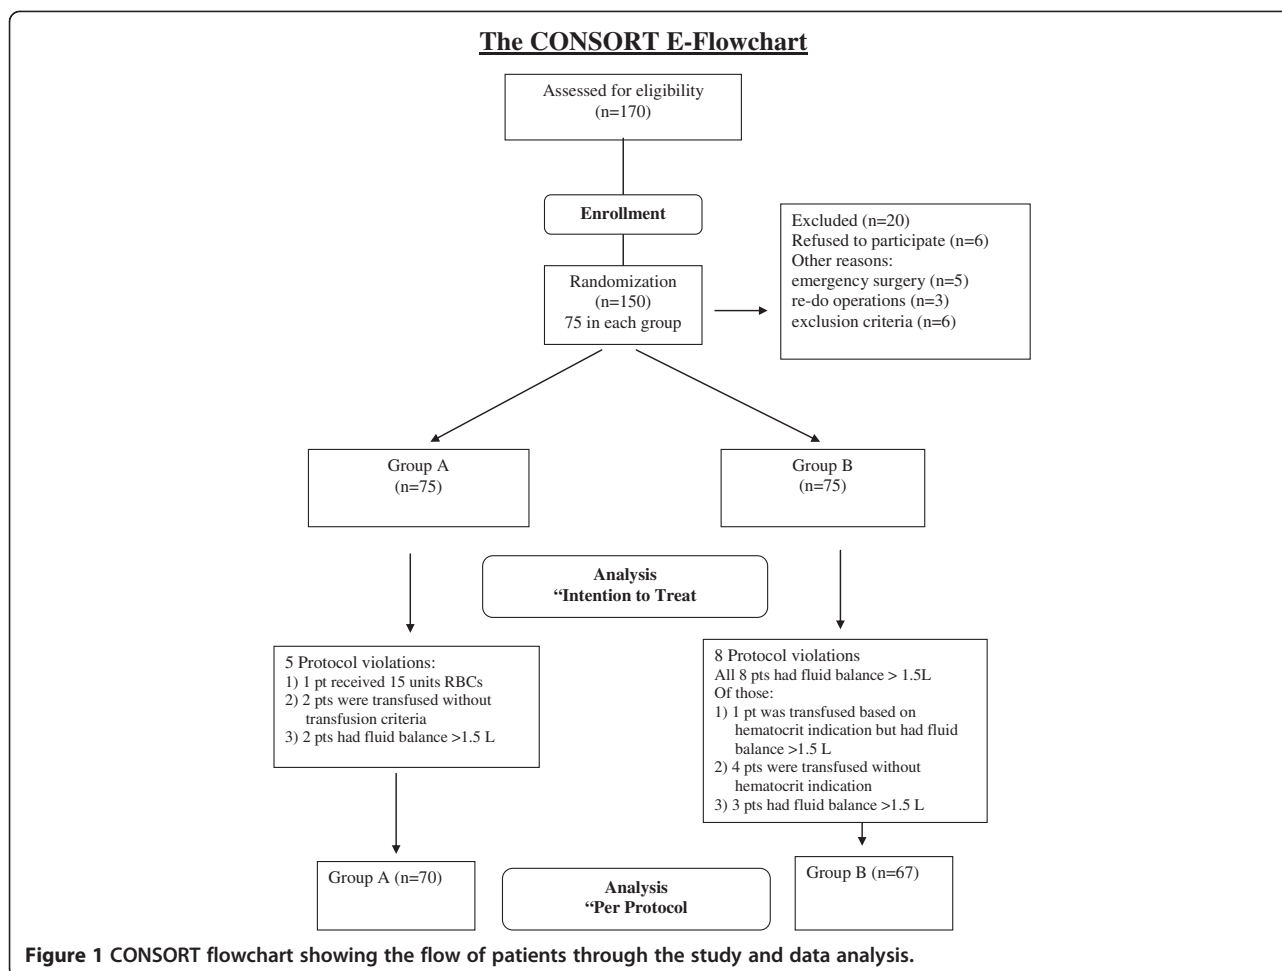 The CONSORT E-Flowchart
Assessed for eligibility
(n=170)
Enrollment
Excluded (n=20)
Refused to participate (n=6)
Other reasons:
emergency surgery (n=5)
re-do operations (n=3)
exclusion criteria (n=6)
Randomization
(n=150)
75 in each group
Group A
(n=75)
Group B
(n=75)
Analysis
“Intention to Treat
5 Protocol violations:
1) 1 pt received 15 units RBCs
2) 2 pts were transfused without
transfusion criteria
3) 2 pts had fluid balance >1.5 L
8 Protocol violations
All 8 pts had fluid balance > 1.5L
Of those:
1) 1 pt was transfused based on
hematocrit indication but had fluid
balance >1.5 L
2) 4 pts were transfused without
hematocrit indication
3) 3 pts had fluid balance >1.5 L
Group A (n=70)
Analysis
“Per Protocol
Group B (n=67)
Figure 1 CONSORT flowchart showing the flow of patients through the study and data analysis.